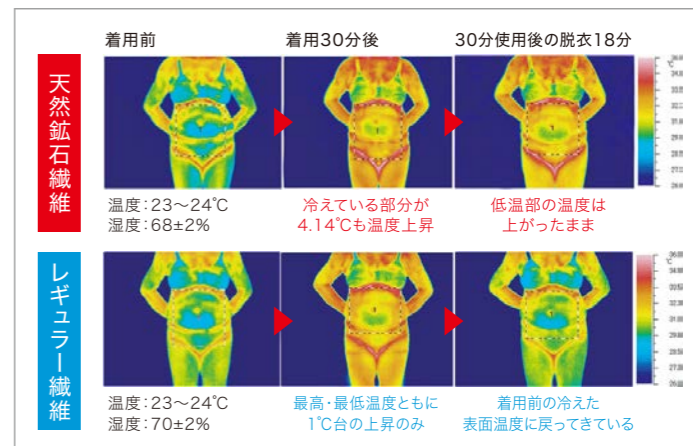 着用前
着用30分後
30分使用後の脱衣18分
天然鉱石繊維
℃
温度：23～24℃
湿度：68±2%
冷えている部分が
4.14℃も温度上昇
低温部の温度は
上がったまま
レギュラー繊維
℃
温度：23～24℃
湿度：70±2%
最高・最低温度ともに
1℃台の上昇のみ
着用前の冷えた
表面温度に戻ってきている